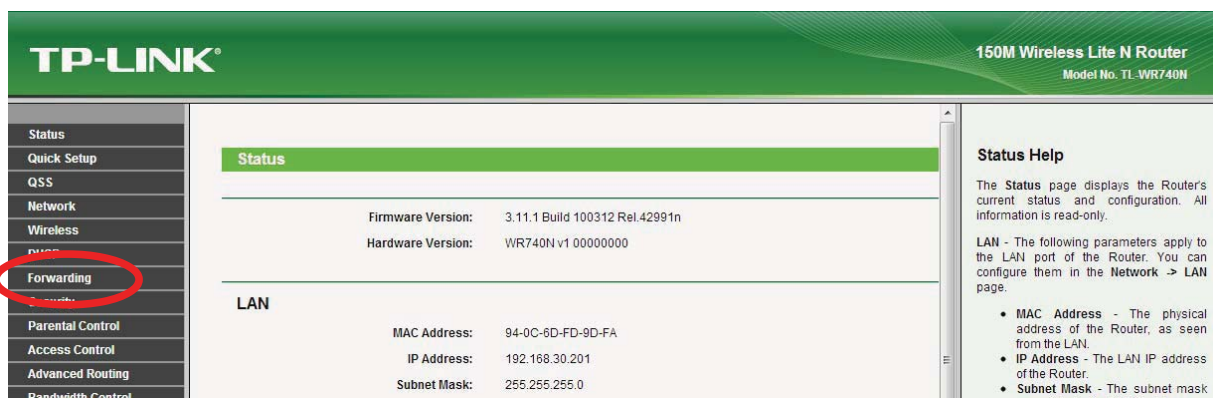 TP-LINK®
150M Wireless Lite N Router
Model No. TL-WR740N
Status
Quick Setup
QSS
Network
Wireless
DHCP
Forwarding
Security
Parental Control
Access Control
Advanced Routing
Bandwidth Control
Status
Firmware Version: 3.11.1 Build 100312 Rel.42991n
Hardware Version: WR740N v1 00000000
LAN
MAC Address: 94-0C-6D-FD-9D-FA
IP Address: 192.168.30.201
Subnet Mask: 255.255.255.0
Status Help
The Status page displays the Router's
current status and configuration. All
information is read-only.
LAN - The following parameters apply to
the LAN port of the Router. You can
configure them in the Network -> LAN
page.
• MAC Address - The physical
address of the Router, as seen
from the LAN.
• IP Address - The LAN IP address
of the Router.
• Subnet Mask - The subnet mask